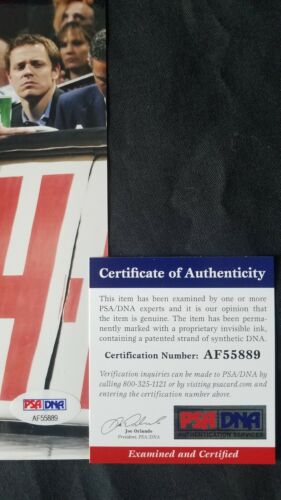 H-
PSA/DNA
AF55889
Certificate of Authenticity
This item has been examined by one or more
PSA/DNA experts and it is our opinion that
the item is genuine. The item has been perma-
nently marked with a proprietary invisible ink,
containing a patented strand of synthetic DNA.
Certification Number: AF55889
Verification inquiries can be made to PSA/DNA by
calling 800-325-1121 or by visiting psacard.com and
entering the certification number above.
Joe Orlando
President, PSA/DNA
PSA/DNA
AUTHENTICATION SERVICES
Examined and Certified